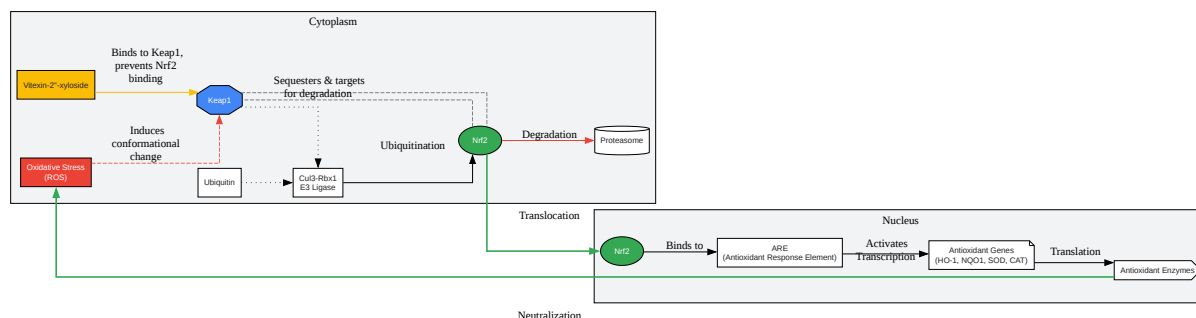 Cytoplasm
Binds to Keap1,
prevents Nrf2
binding
Vitexin-2"-xyloside
Keap1
Sequesters & targets
for degradation
Induces
conformational
change
Ubiquitination
Nrf2
Degradation
Proteasome
Oxidative Stress
(ROS)
Ubiquitin
Cul3-Rbx1
E3 Ligase
Translocation
Nucleus
Nrf2
Binds to
ARE
(Antioxidant Response Element)
Activates
Transcription
Antioxidant Genes
(HO-1, NQO1, SOD, CAT)
Translation
Antioxidant Enzymes
Neutralization